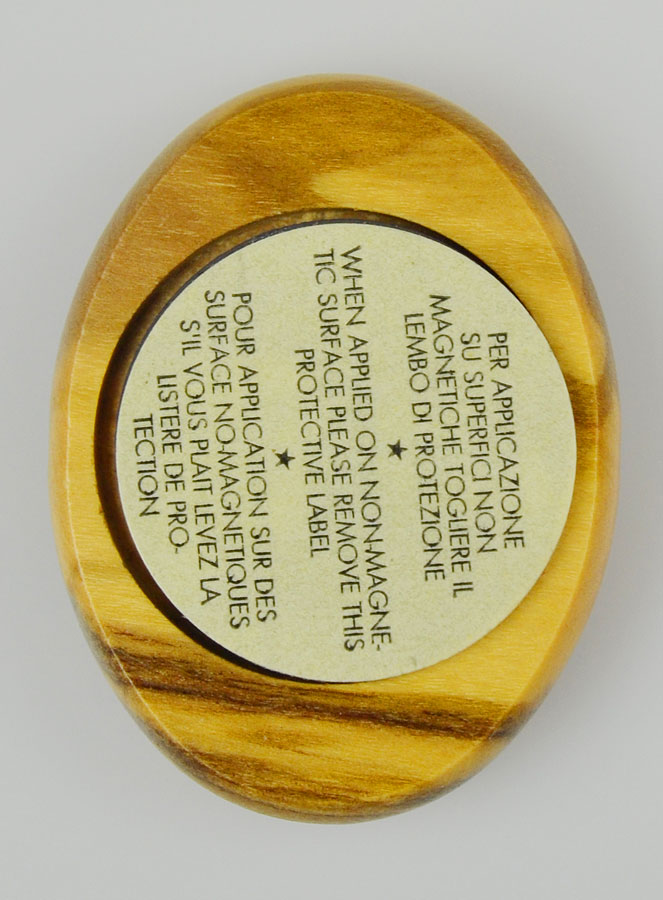 PER APPLICAZIONE
SU SUPERFICI NON
MAGNETICHE TOGLIERE IL
LEMBO DI PROTEZIONE
★
WHEN APPLIED ON NON-MAGNE-
TIC SURFACE PLEASE REMOVE THIS
PROTECTIVE LABEL
★
POUR APPLICATION SUR DES
SURFACE NO-MAGNETIQUES
S'IL VOUS PLAIT LEVEZ LA
LISTERE DE PRO-
TECTION